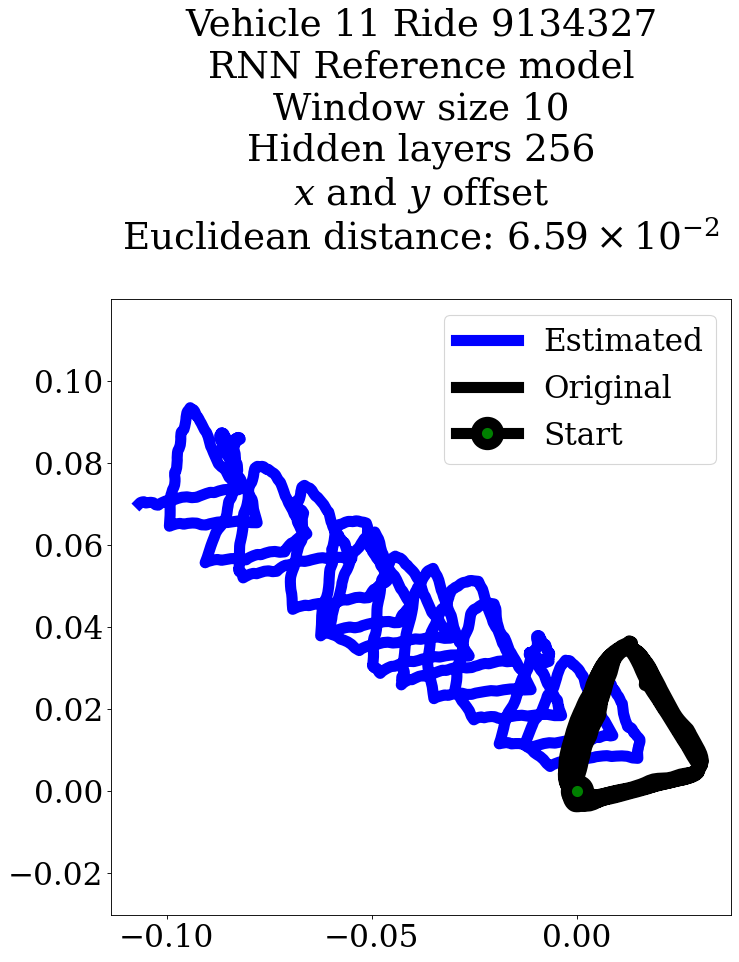 Vehicle 11 Ride 9134327
RNN Reference model
Window size 10
Hidden layers 256
x and y offset
Euclidean distance: 6.59 × 10⁻²
Estimated
Original
Start
0.10
0.08
0.06
0.04
0.02
0.00
−0.02
−0.10
−0.05
0.00